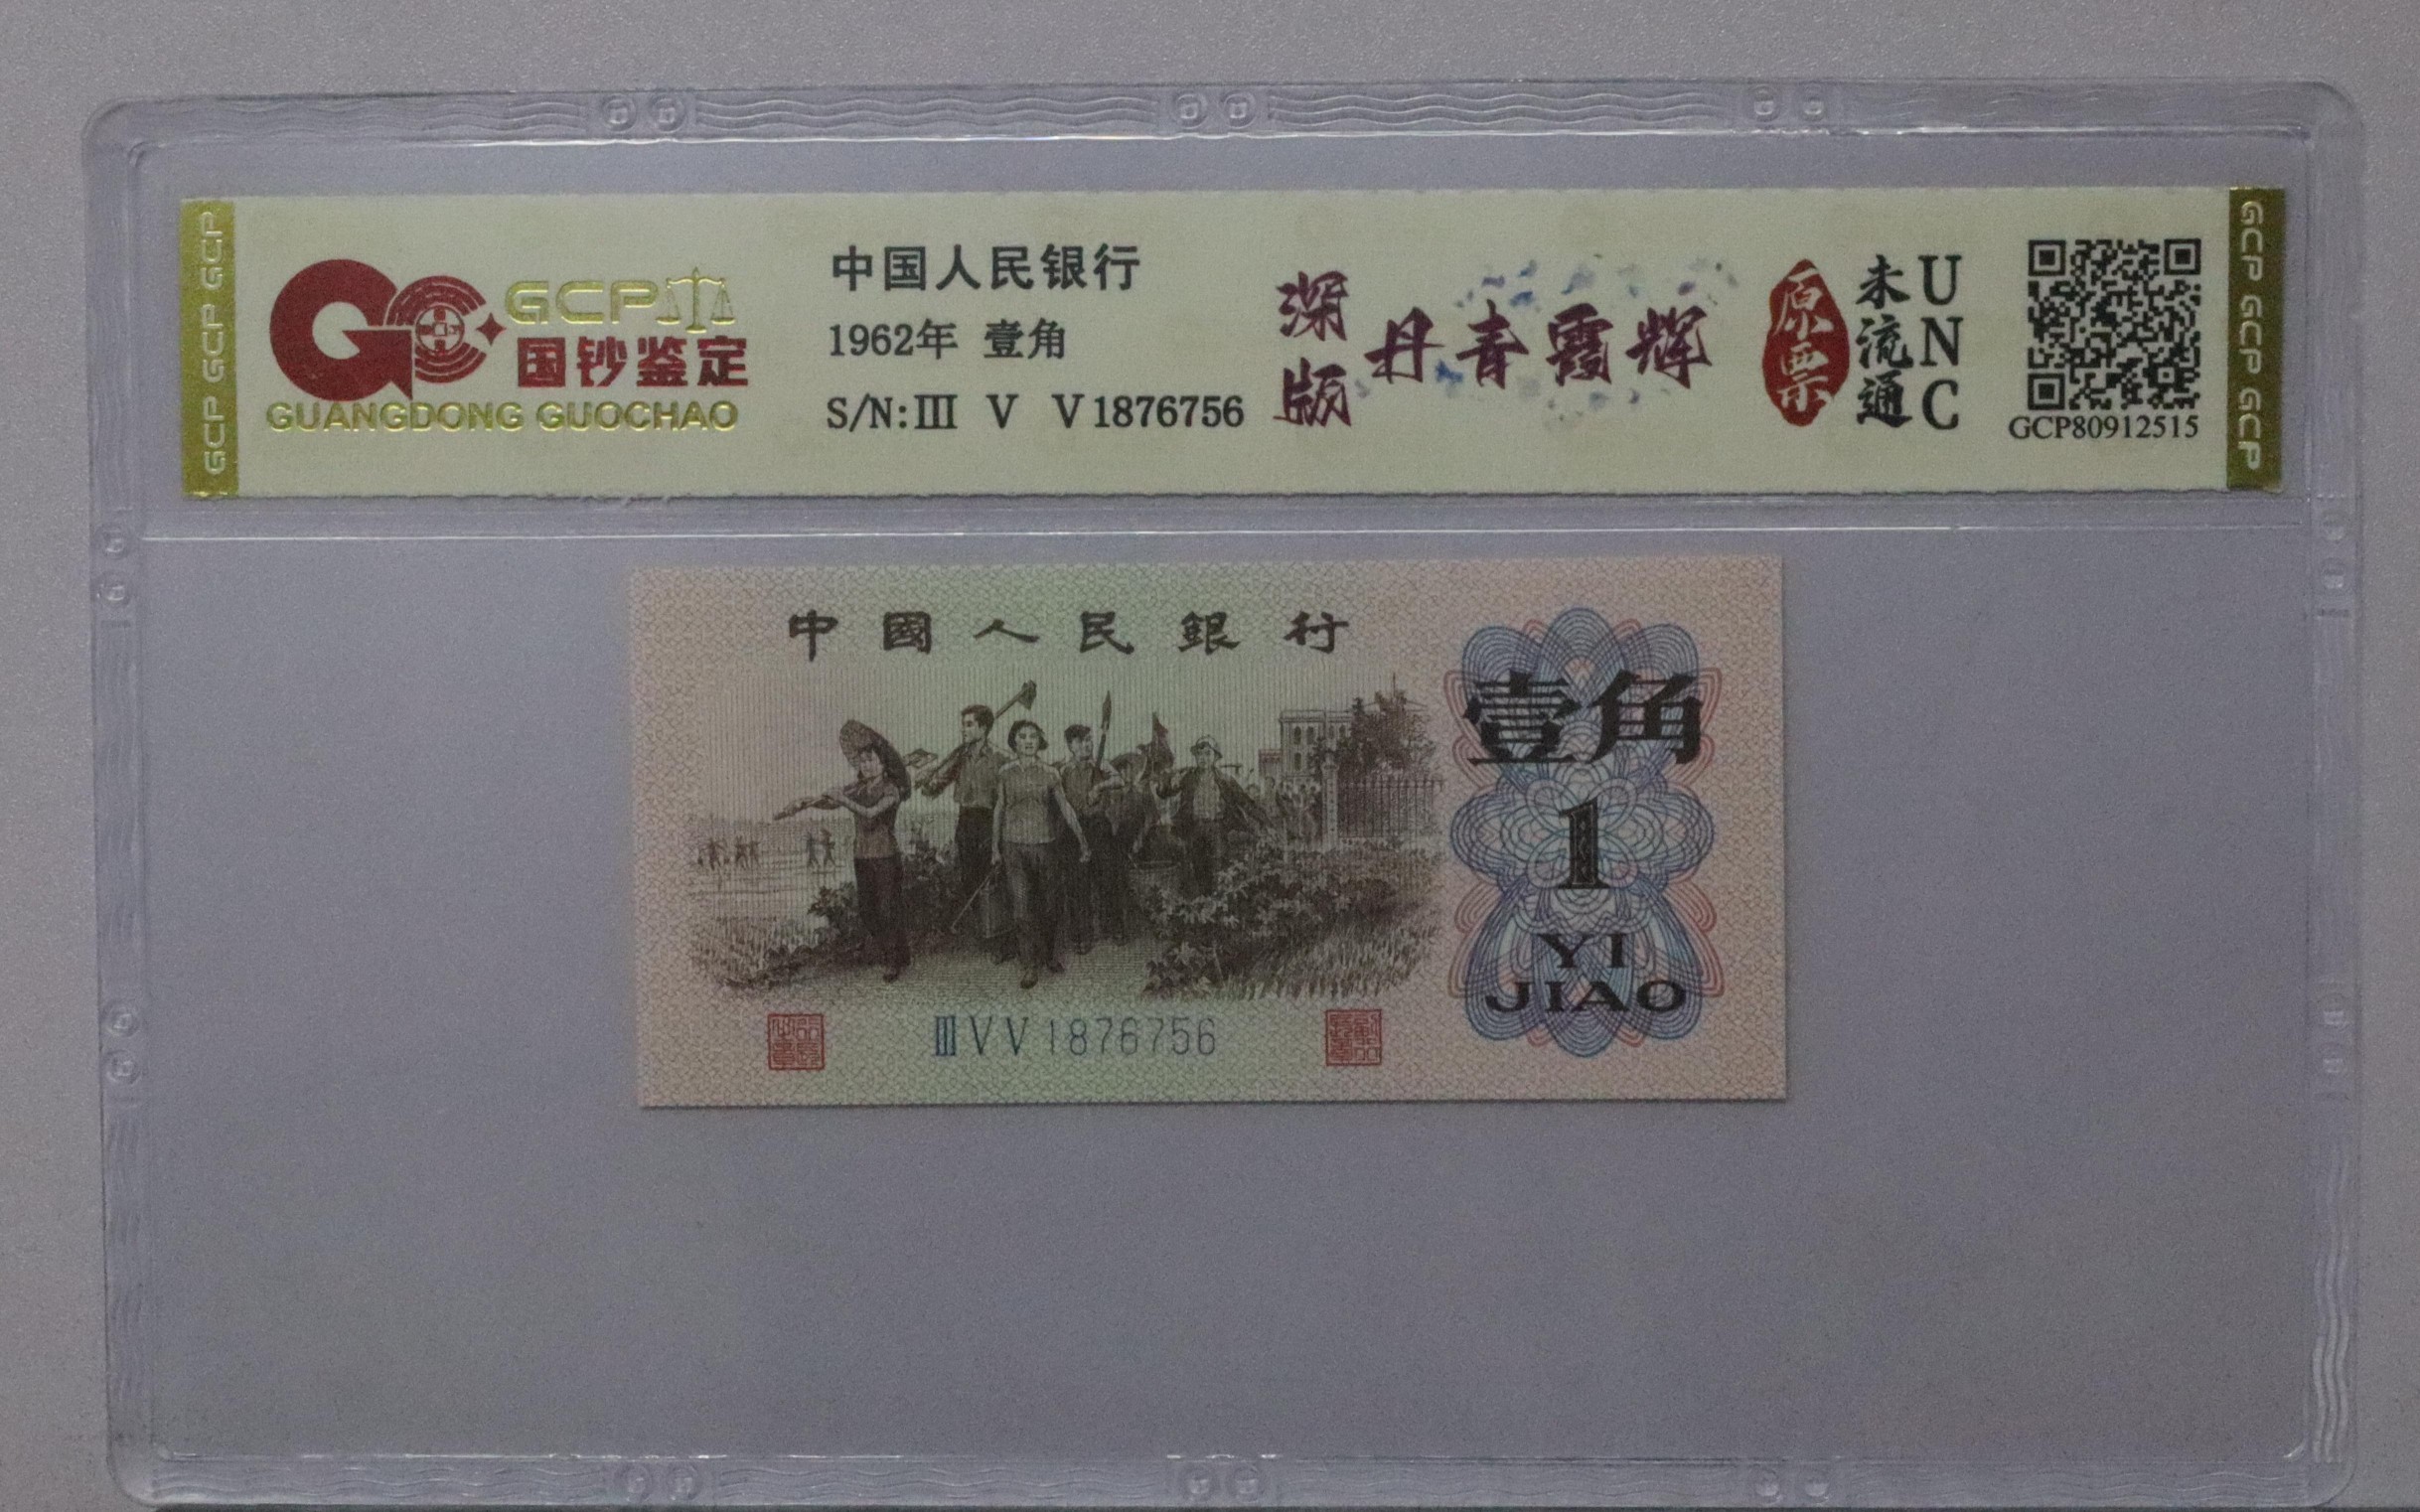 GCP GCP GCP
GCP
国钞鉴定
GUANGDONG GUOCHAO
中国人民银行
1962年 壹角
S/N:Ⅲ V V1876756
深版
丹青霞辉
原票
未流通
UNC
GCP80912515
GCP GCP GCP
中國人民銀行
壹角
1
YI
JIAO
ⅢVV1876756